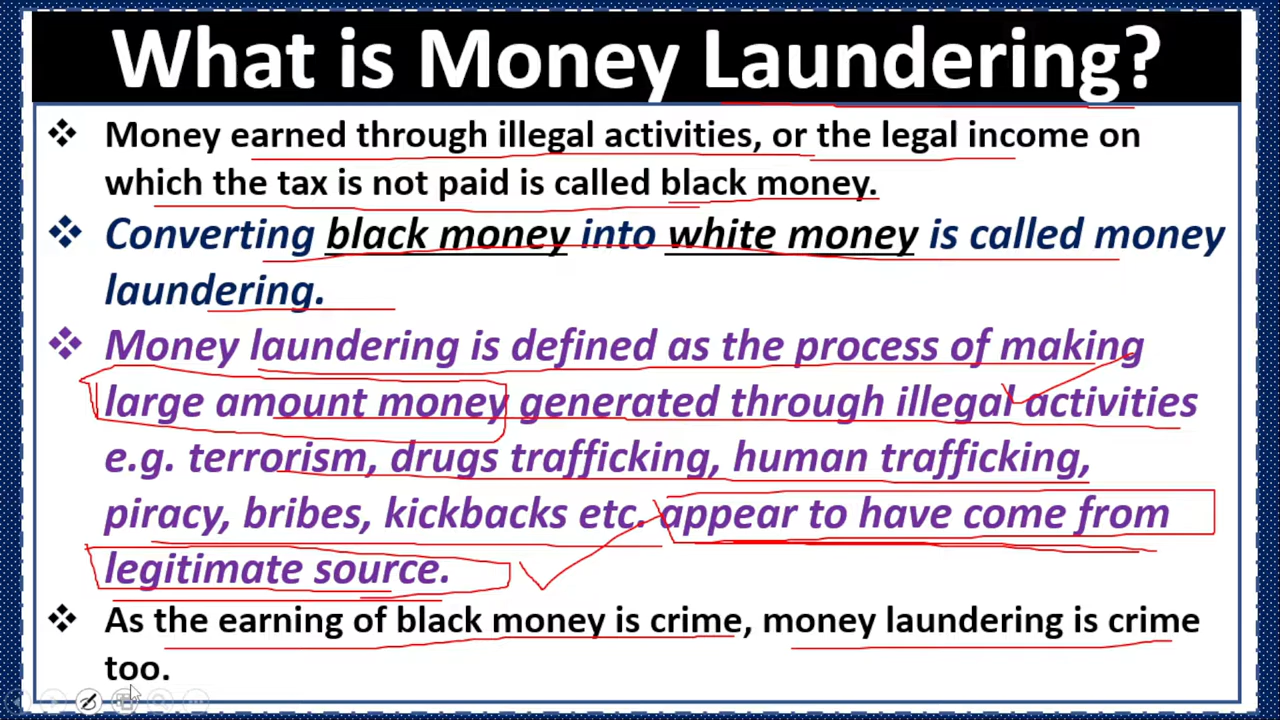 What is Money Laundering?
❖ Money earned through illegal activities, or the legal income on
which the tax is not paid is called black money.
❖ Converting black money into white money is called money
laundering.
❖ Money laundering is defined as the process of making
large amount money generated through illegal activities
e.g. terrorism, drugs trafficking, human trafficking,
piracy, bribes, kickbacks etc. appear to have come from
legitimate source.
❖ As the earning of black money is crime, money laundering is crime
too.